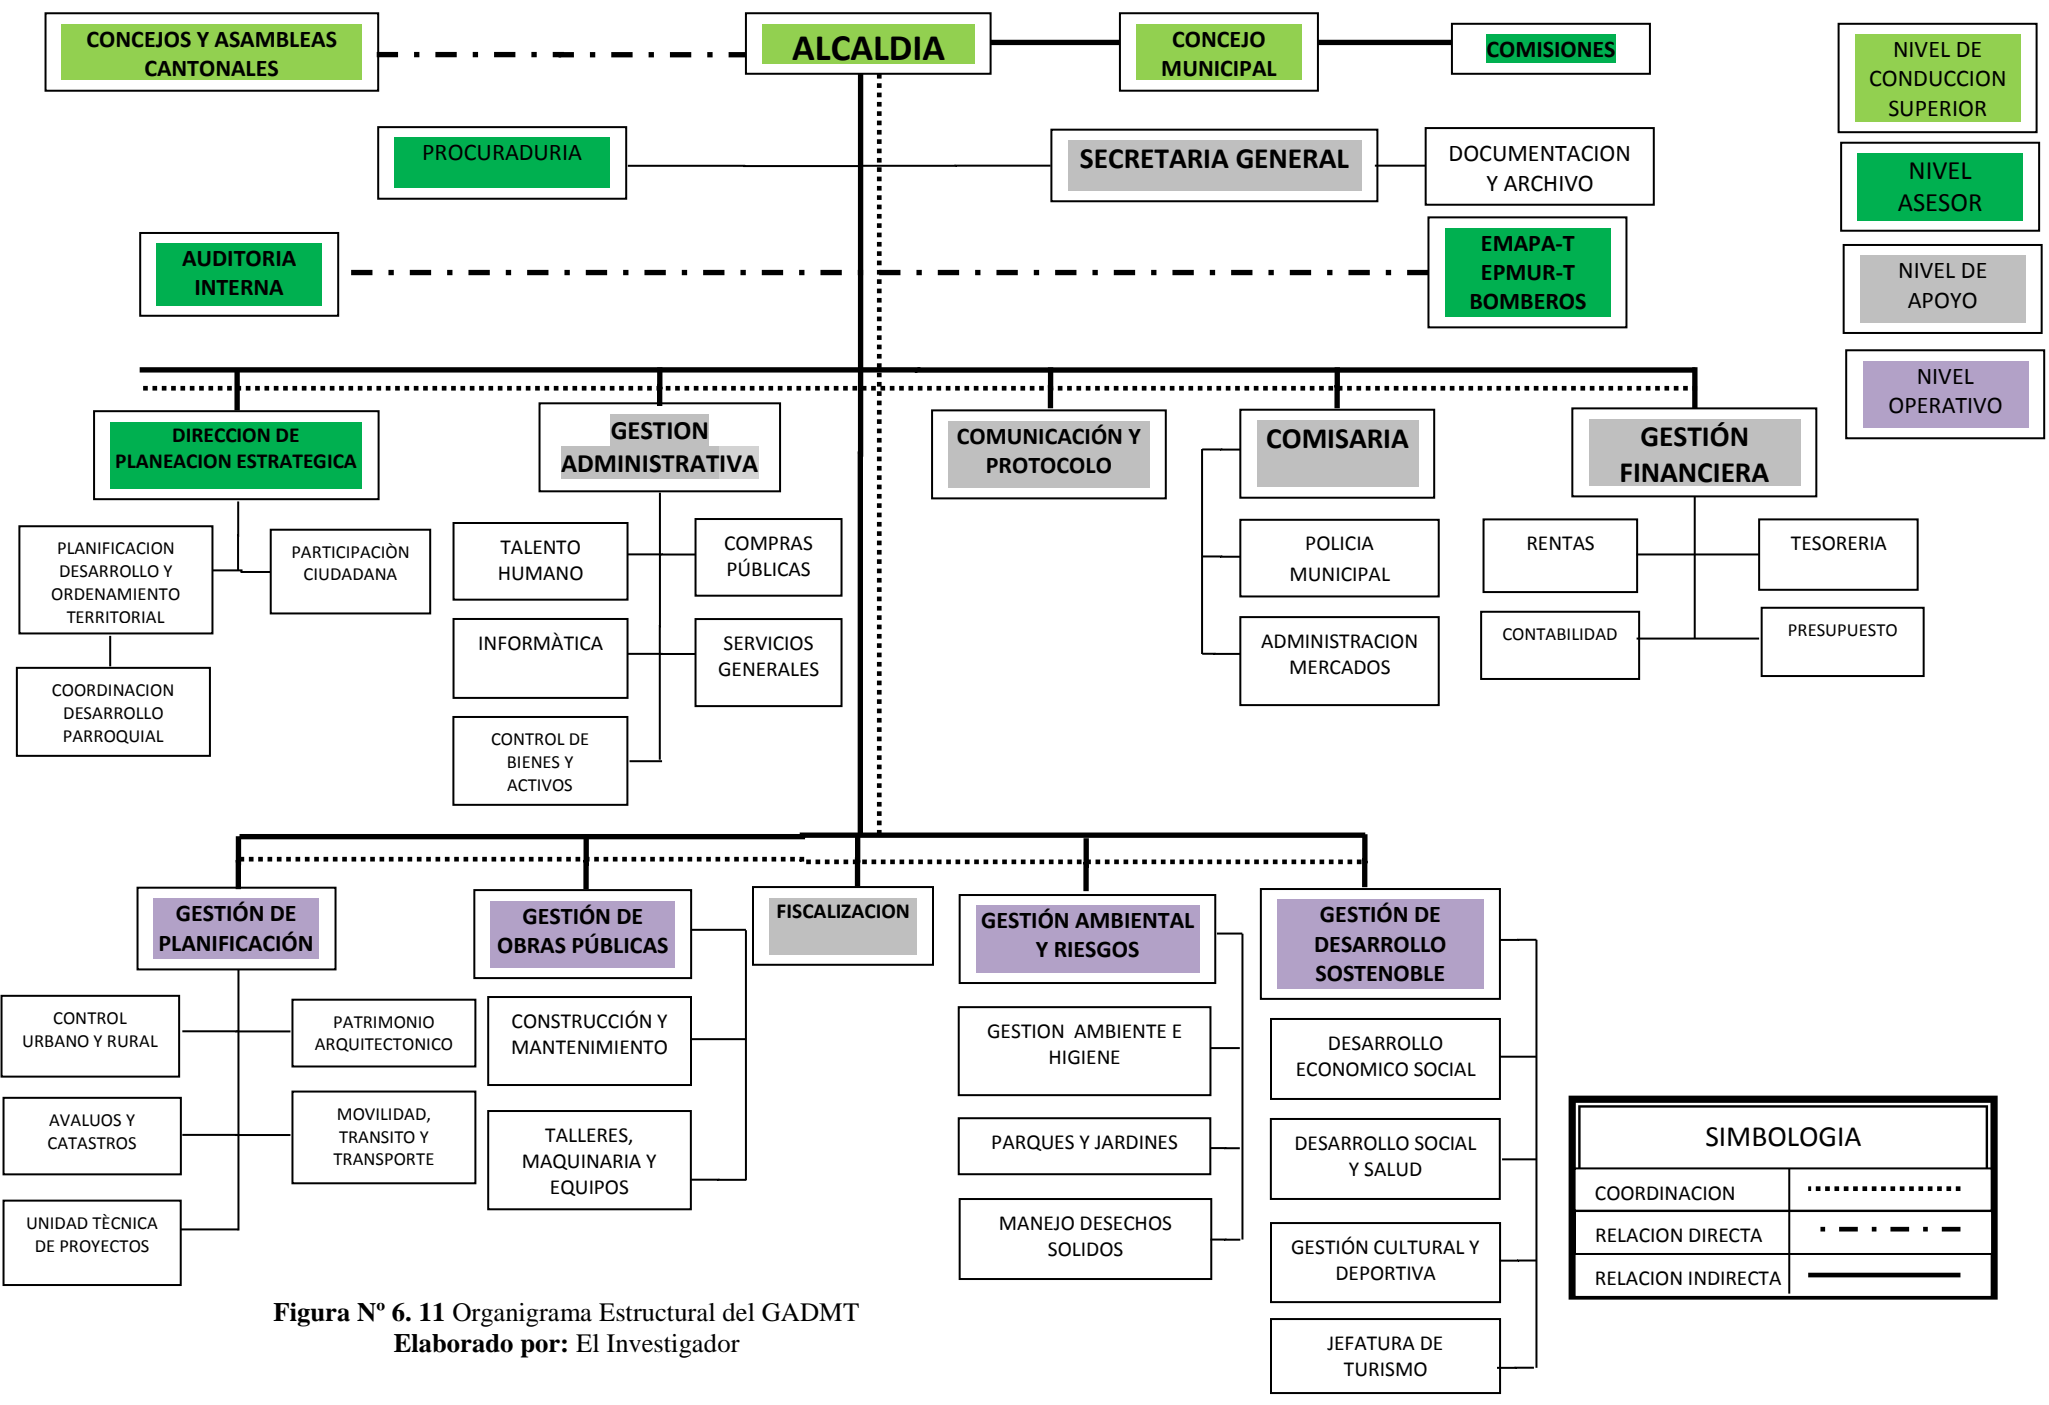 CONCEJOS Y ASAMBLEAS
CANTONALES
ALCALDIA
CONCEJO
MUNICIPAL
COMISIONES
NIVEL DE
CONDUCCION
SUPERIOR
PROCURADURIA
SECRETARIA GENERAL
DOCUMENTACION
Y ARCHIVO
NIVEL
ASESOR
AUDITORIA
INTERNA
EMAPA-T
EPMUR-T
BOMBEROS
NIVEL DE
APOYO
NIVEL
OPERATIVO
DIRECCION DE
PLANEACION ESTRATEGICA
GESTION
ADMINISTRATIVA
COMUNICACIÓN Y
PROTOCOLO
COMISARIA
GESTIÓN
FINANCIERA
PLANIFICACION
DESARROLLO Y
ORDENAMIENTO
TERRITORIAL
PARTICIPACIÒN
CIUDADANA
TALENTO
HUMANO
COMPRAS
PÚBLICAS
POLICIA
MUNICIPAL
RENTAS
TESORERIA
COORDINACION
DESARROLLO
PARROQUIAL
INFORMÀTICA
SERVICIOS
GENERALES
ADMINISTRACION
MERCADOS
CONTABILIDAD
PRESUPUESTO
CONTROL DE
BIENES Y
ACTIVOS
GESTIÓN DE
PLANIFICACIÓN
GESTIÓN DE
OBRAS PÚBLICAS
FISCALIZACION
GESTIÓN AMBIENTAL
Y RIESGOS
GESTIÓN DE
DESARROLLO
SOSTENOBLE
CONTROL
URBANO Y RURAL
PATRIMONIO
ARQUITECTONICO
CONSTRUCCIÓN Y
MANTENIMIENTO
GESTION  AMBIENTE E
HIGIENE
DESARROLLO
ECONOMICO SOCIAL
AVALUOS Y
CATASTROS
MOVILIDAD,
TRANSITO Y
TRANSPORTE
TALLERES,
MAQUINARIA Y
EQUIPOS
PARQUES Y JARDINES
DESARROLLO SOCIAL
Y SALUD
UNIDAD TÈCNICA
DE PROYECTOS
MANEJO DESECHOS
SOLIDOS
GESTIÓN CULTURAL Y
DEPORTIVA
JEFATURA DE
TURISMO
SIMBOLOGIA
COORDINACION
RELACION DIRECTA
RELACION INDIRECTA
Figura Nº 6. 11 Organigrama Estructural del GADMT
Elaborado por: El Investigador